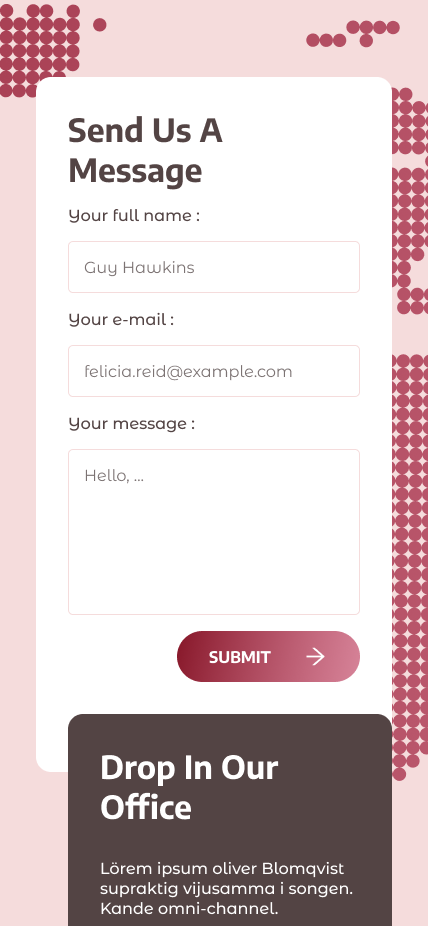 Send Us A
Message
Your full name :
Guy Hawkins
Your e-mail :
felicia.reid@example.com
Your message :
Hello, ...
SUBMIT
Drop In Our
Office
Lörem ipsum oliver Blomqvist
supraktig vijusamma i songen.
Kande omni-channel.